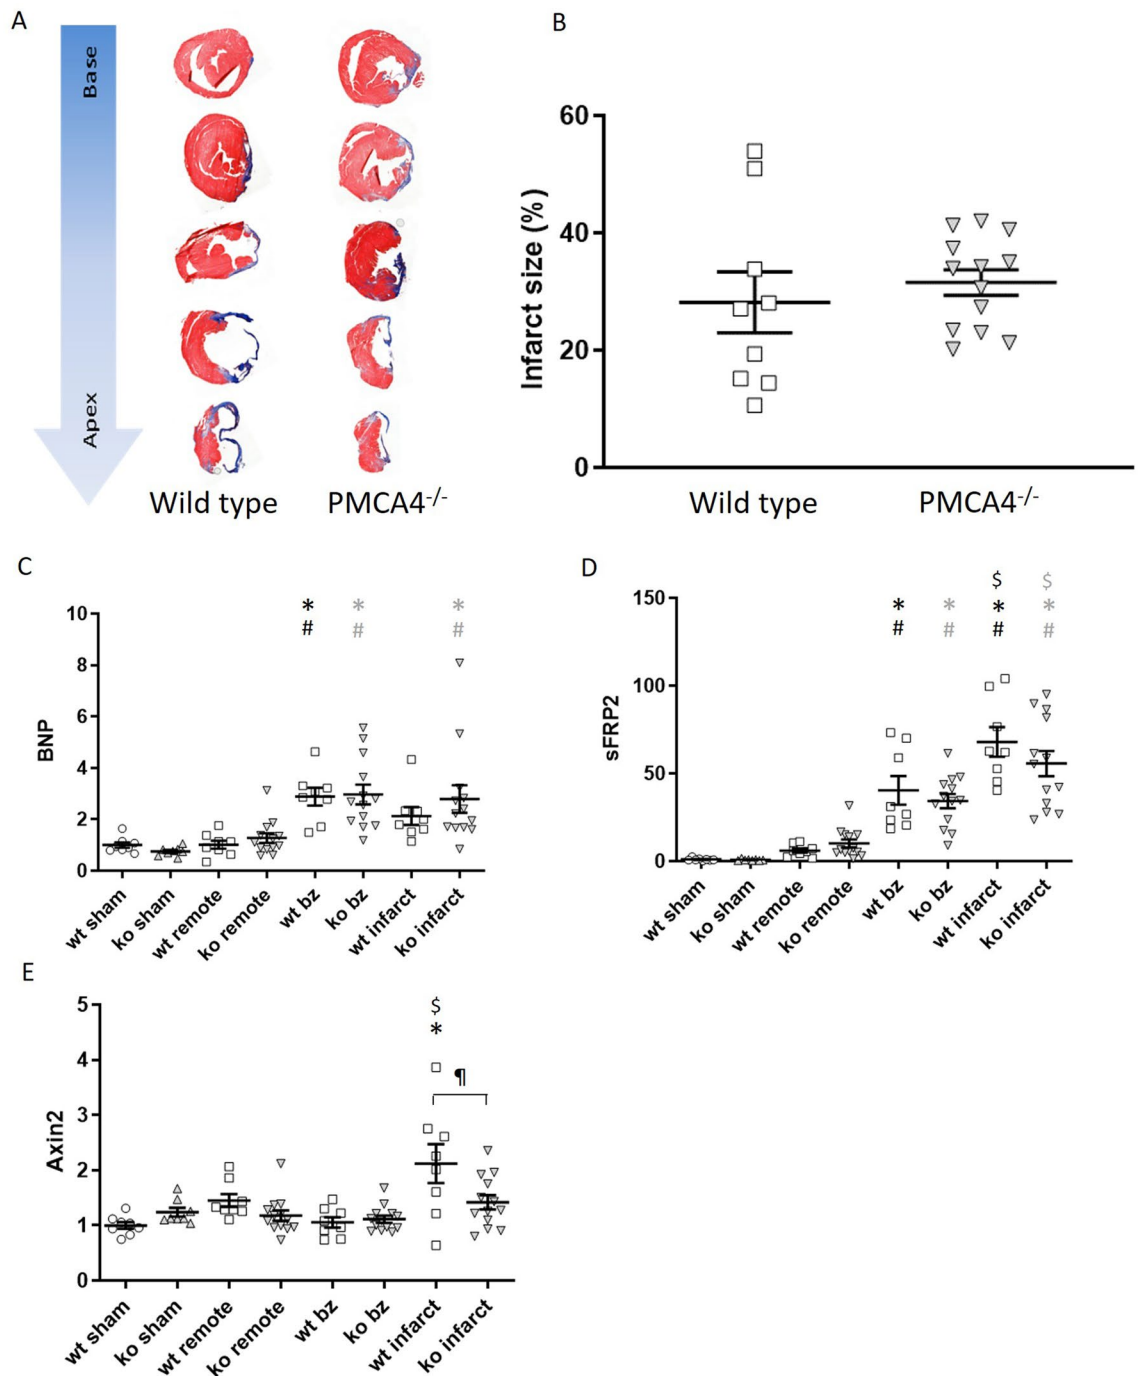 A
Base
Apex
Wild type
PMCA4-/-
B
Infarct size (%)
60
40
20
0
Wild type
PMCA4-/-
C
BNP
10
8
6
4
2
0
* * *
# # #
wt sham
ko sham
wt remote
ko remote
wt bz
ko bz
wt infarct
ko infarct
D
sFRP2
150
100
50
0
$ $
* * * *
# # # #
wt sham
ko sham
wt remote
ko remote
wt bz
ko bz
wt infarct
ko infarct
E
Axin2
5
4
3
2
1
0
$
*
¶
wt sham
ko sham
wt remote
ko remote
wt bz
ko bz
wt infarct
ko infarct